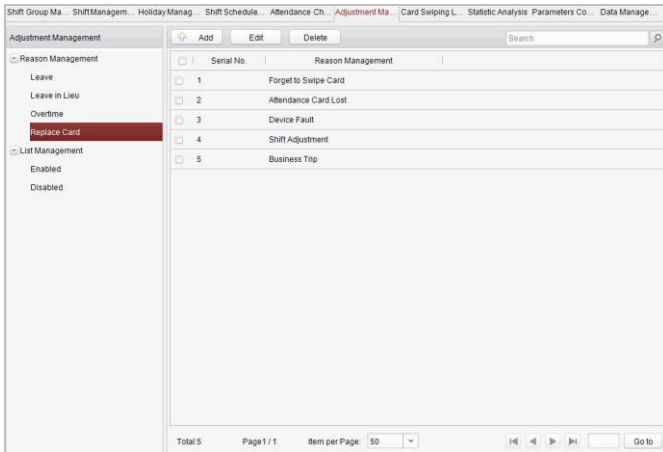 Shift Group Ma... ShiftManagem... Holiday Manag... Shift Schedule... Attendance Ch... Adjustment Ma... Card Swiping L... Statistic Analysis Parameters Co... Data Manage...
Adjustment Management
Add Edit Delete Search
Reason Management
Leave
Leave in Lieu
Overtime
Replace Card
List Management
Enabled
Disabled
Serial No. Reason Management
1 Forget to Swipe Card
2 Attendance Card Lost
3 Device Fault
4 Shift Adjustment
5 Business Trip
Total:5 Page1 / 1 Item per Page: 50 Go to